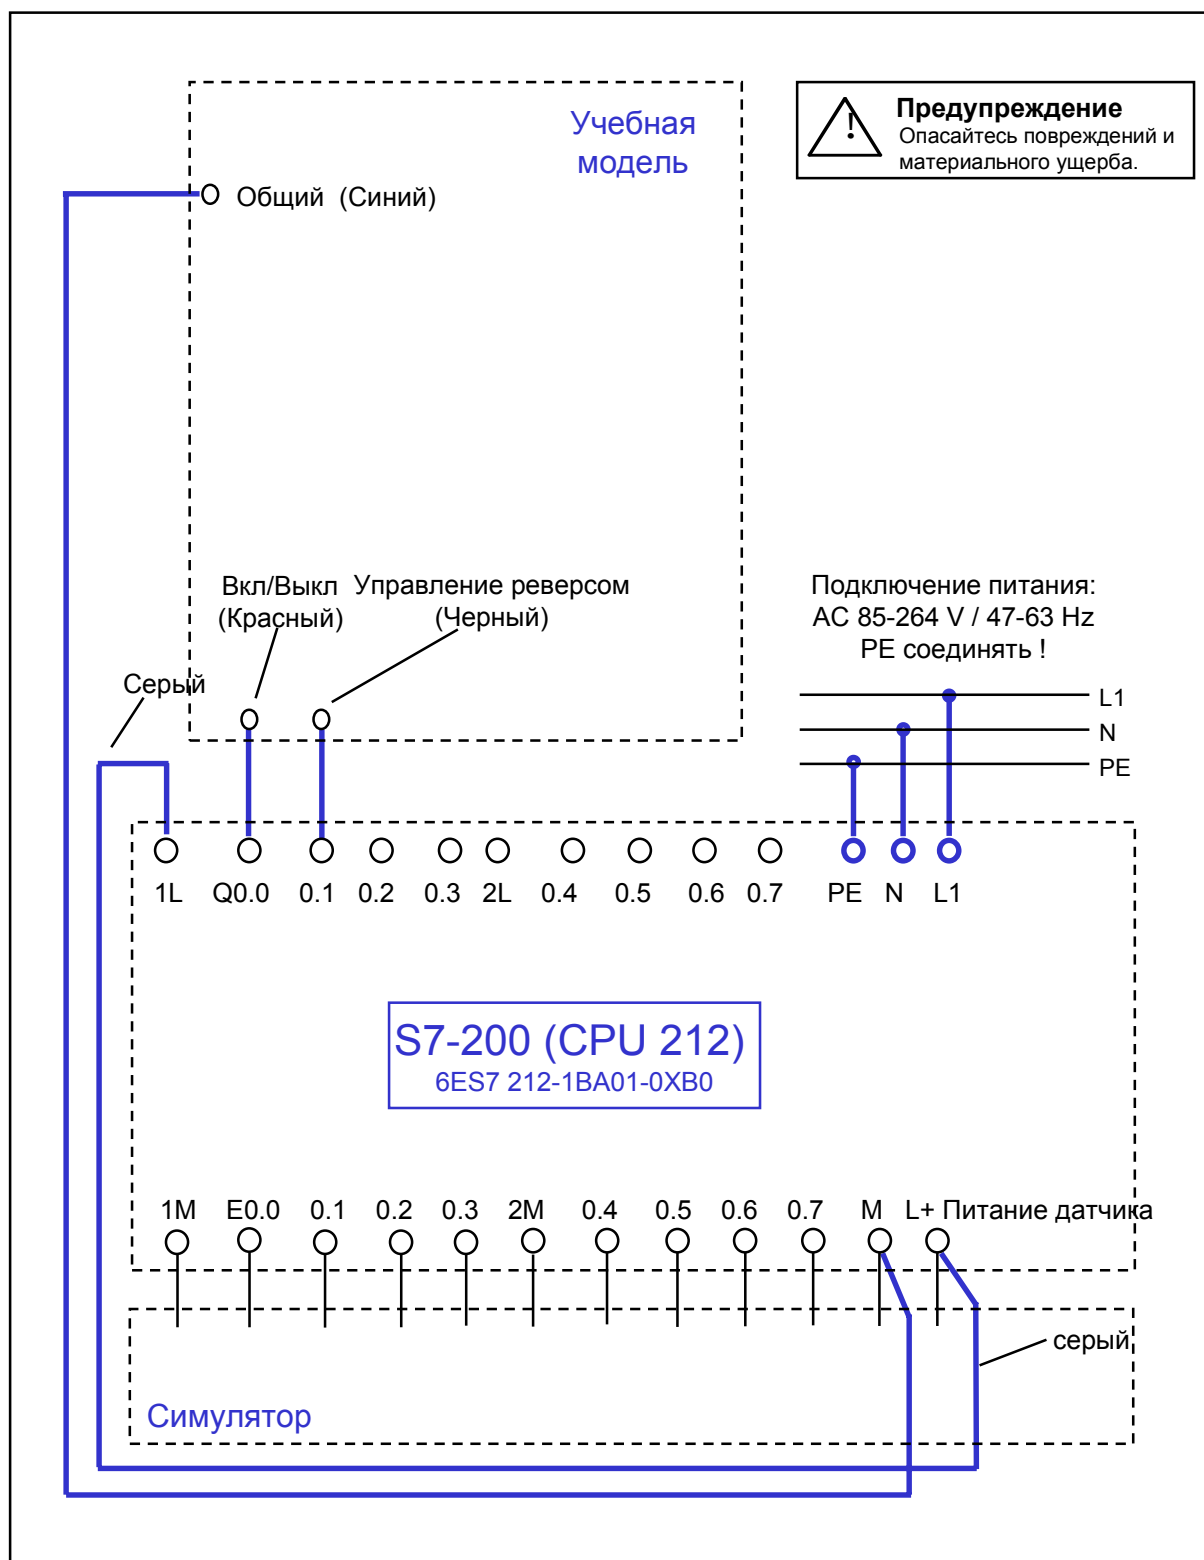 Учебная
модель
!
Предупреждение
Опасайтесь повреждений и
материального ущерба.
Общий (Синий)
Вкл/Выкл
(Красный)
Управление реверсом
(Черный)
Серый
Подключение питания:
AC 85-264 V / 47-63 Hz
PE соединять !
L1
N
PE
1L Q0.0 0.1 0.2 0.3 2L 0.4 0.5 0.6 0.7 PE N L1
S7-200 (CPU 212)
6ES7 212-1BA01-0XB0
1M E0.0 0.1 0.2 0.3 2M 0.4 0.5 0.6 0.7 M L+ Питание датчика
серый
Симулятор